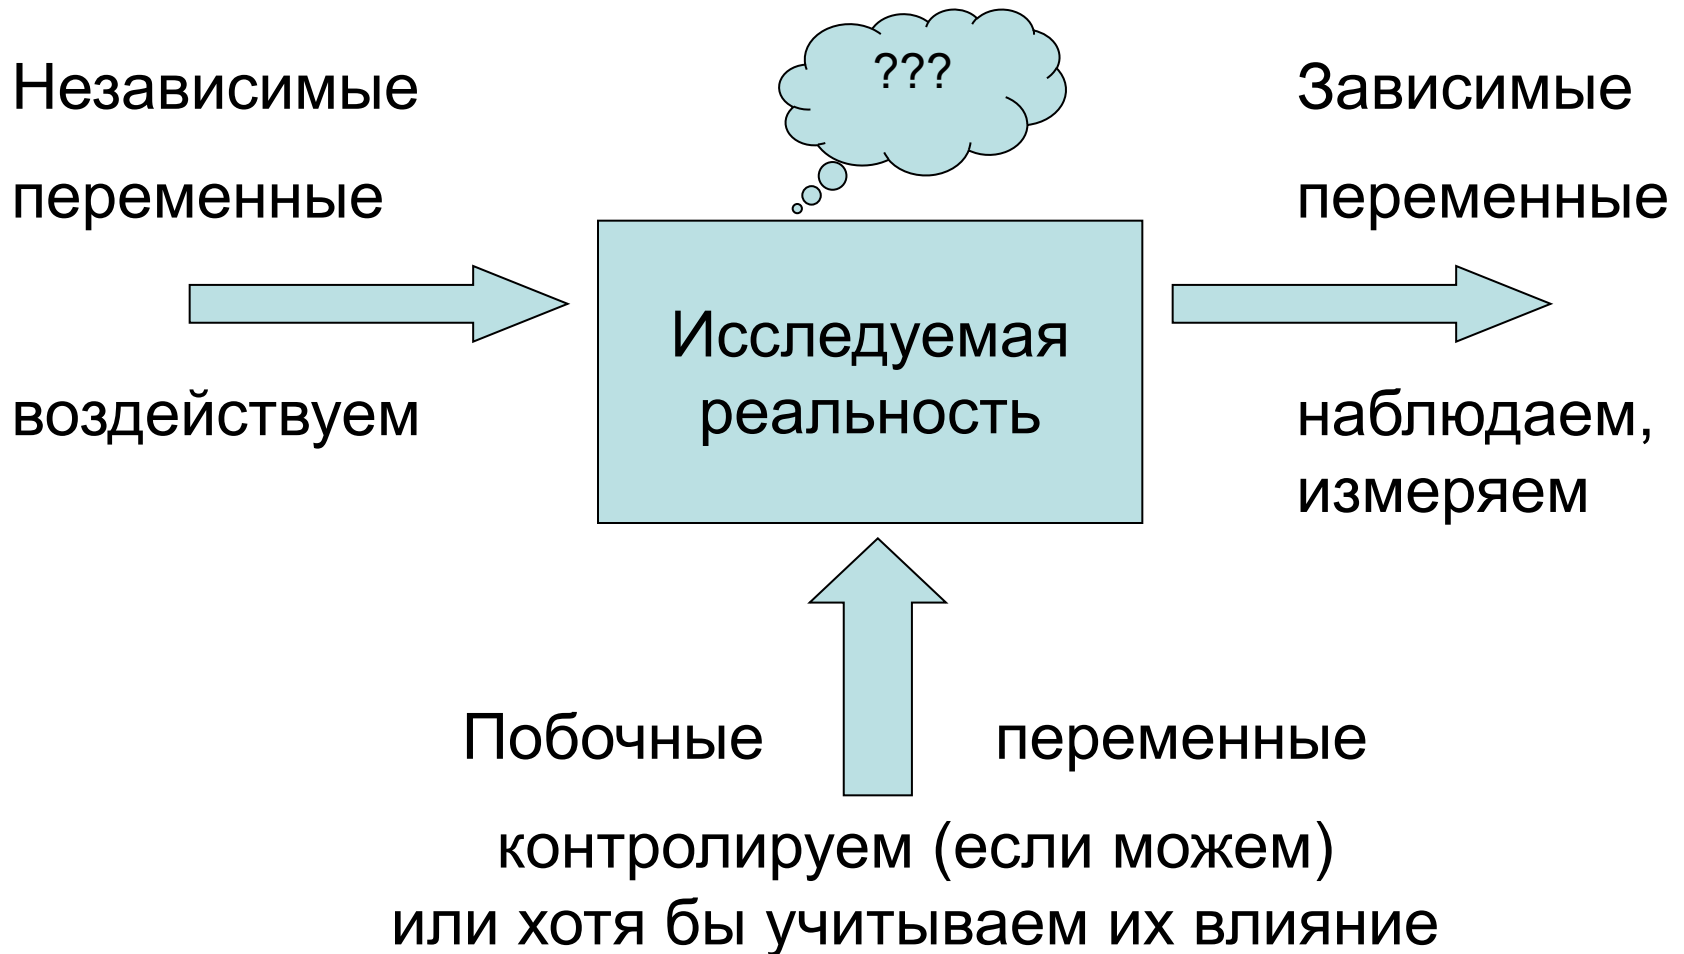 ???
Независимые
переменные
воздействуем
Исследуемая
реальность
Зависимые
переменные
наблюдаем,
измеряем
Побочные переменные
контролируем (если можем)
или хотя бы учитываем их влияние